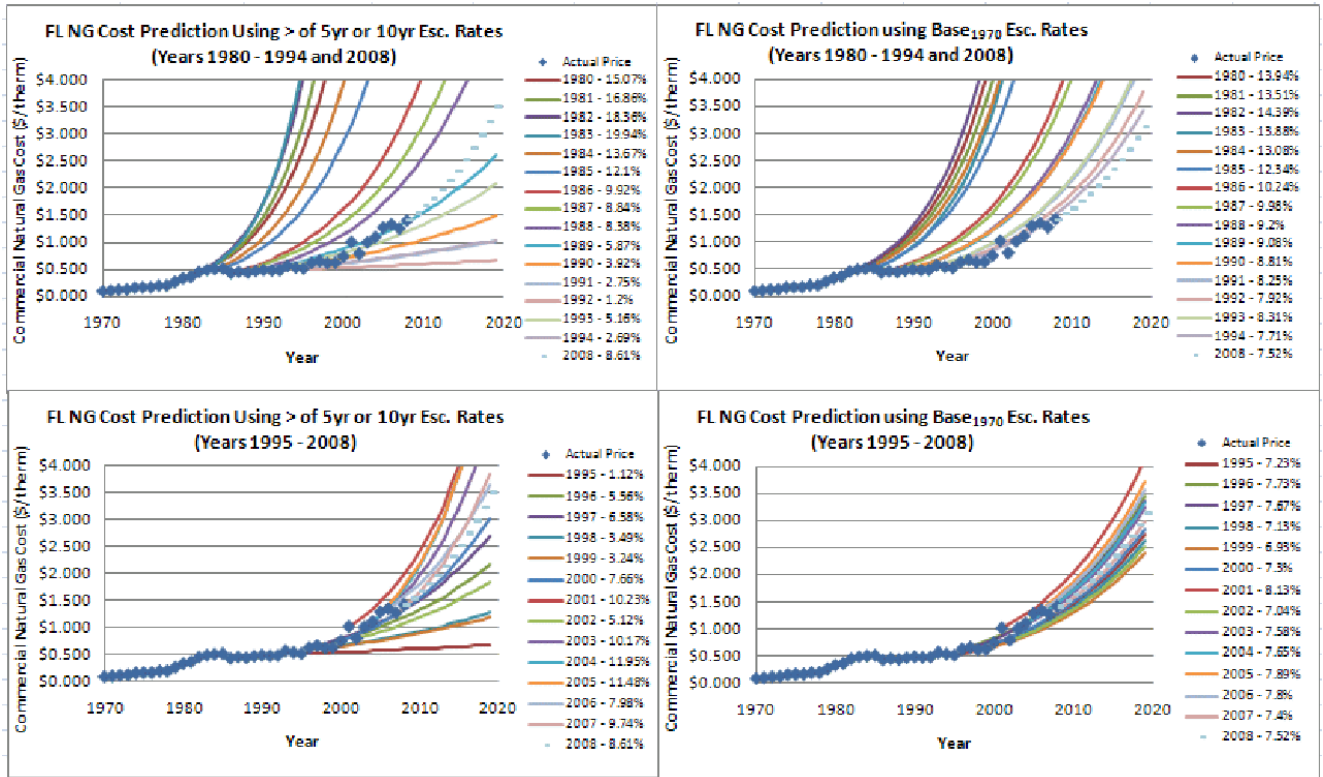 FL NG Cost Prediction Using > of 5yr or 10yr Esc. Rates
(Years 1980 - 1994 and 2008)
Commercial Natural Gas Cost ($/therm)
$4.000
$3.500
$3.000
$2.500
$2.000
$1.500
$1.000
$0.500
$0.000
1970 1980 1990 2000 2010 2020
Year
Actual Price
1980 - 15.07%
1981 - 16.86%
1982 - 18.36%
1983 - 19.94%
1984 - 13.67%
1985 - 12.1%
1986 - 9.92%
1987 - 8.84%
1988 - 8.38%
1989 - 5.87%
1990 - 3.92%
1991 - 2.75%
1992 - 1.2%
1993 - 5.16%
1994 - 2.69%
2008 - 8.61%
FL NG Cost Prediction using Base1970 Esc. Rates
(Years 1980 - 1994 and 2008)
Commercial Natural Gas Cost ($/therm)
$4.000
$3.500
$3.000
$2.500
$2.000
$1.500
$1.000
$0.500
$0.000
1970 1980 1990 2000 2010 2020
Year
Actual Price
1980 - 13.94%
1981 - 13.51%
1982 - 14.39%
1983 - 13.88%
1984 - 13.08%
1985 - 12.34%
1986 - 10.24%
1987 - 9.98%
1988 - 9.2%
1989 - 9.08%
1990 - 8.81%
1991 - 8.25%
1992 - 7.92%
1993 - 8.31%
1994 - 7.71%
2008 - 7.52%
FL NG Cost Prediction Using > of 5yr or 10yr Esc. Rates
(Years 1995 - 2008)
Commercial Natural Gas Cost ($/therm)
$4.000
$3.500
$3.000
$2.500
$2.000
$1.500
$1.000
$0.500
$0.000
1970 1980 1990 2000 2010 2020
Year
Actual Price
1995 - 1.12%
1996 - 5.56%
1997 - 6.58%
1998 - 3.49%
1999 - 3.24%
2000 - 7.66%
2001 - 10.23%
2002 - 5.12%
2003 - 10.17%
2004 - 11.95%
2005 - 11.48%
2006 - 7.98%
2007 - 9.74%
2008 - 8.61%
FL NG Cost Prediction using Base1970 Esc. Rates
(Years 1995 - 2008)
Commercial Natural Gas Cost ($/therm)
$4.000
$3.500
$3.000
$2.500
$2.000
$1.500
$1.000
$0.500
$0.000
1970 1980 1990 2000 2010 2020
Year
Actual Price
1995 - 7.23%
1996 - 7.73%
1997 - 7.67%
1998 - 7.13%
1999 - 6.93%
2000 - 7.3%
2001 - 8.13%
2002 - 7.04%
2003 - 7.58%
2004 - 7.65%
2005 - 7.89%
2006 - 7.8%
2007 - 7.4%
2008 - 7.52%